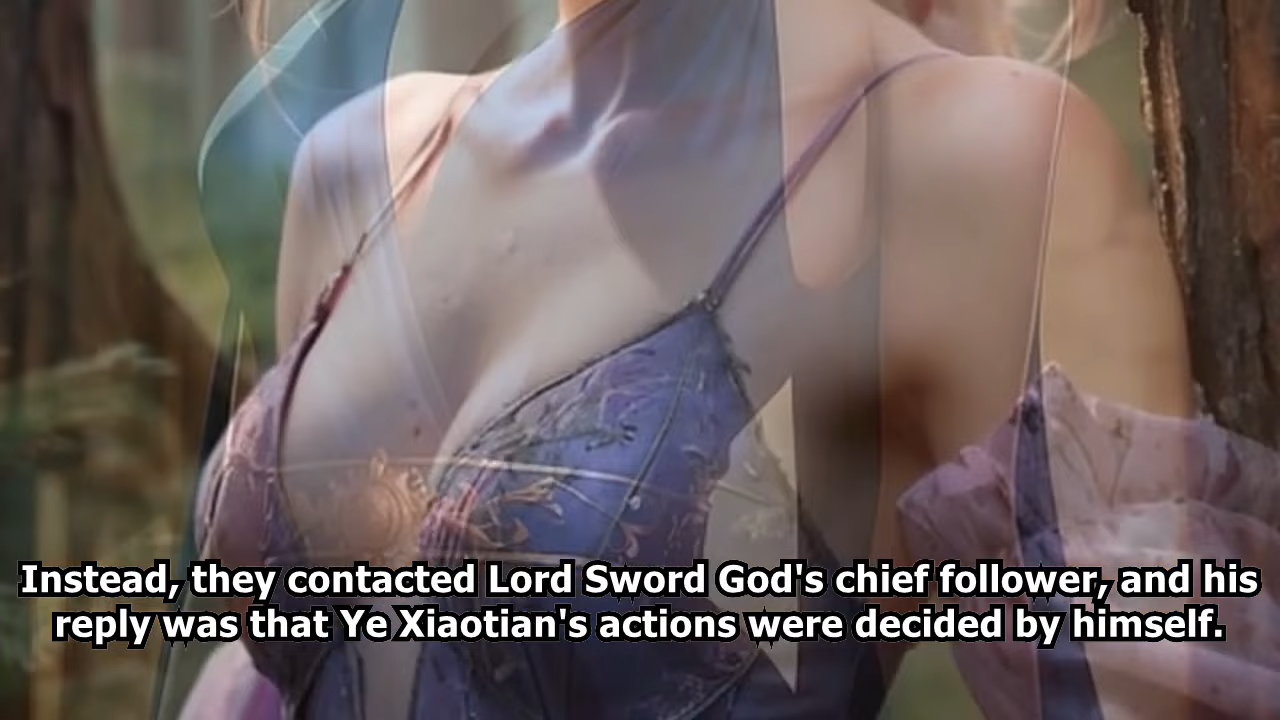 Instead, they contacted Lord Sword God's chief follower, and his
reply was that Ye Xiaotian's actions were decided by himself.